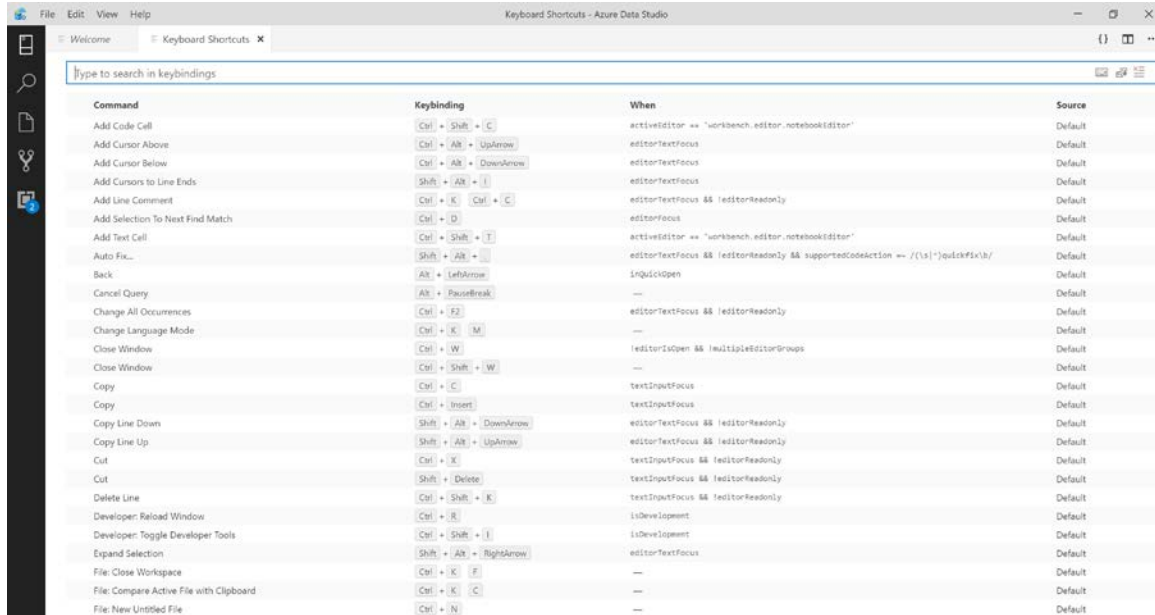 File Edit View Help Keyboard Shortcuts - Azure Data Studio
Welcome Keyboard Shortcuts
Type to search in keybindings
Command Keybinding When Source
Add Code Cell Ctrl + Shift + C activeEditor == 'workbench.editor.notebookEditor' Default
Add Cursor Above Ctrl + Alt + UpArrow editorTextFocus Default
Add Cursor Below Ctrl + Alt + DownArrow editorTextFocus Default
Add Cursors to Line Ends Shift + Alt + I editorTextFocus Default
Add Line Comment Ctrl + K Ctrl + C editorTextFocus && !editorReadonly Default
Add Selection To Next Find Match Ctrl + D editorFocus Default
Add Text Cell Ctrl + Shift + T activeEditor == 'workbench.editor.notebookEditor' Default
Auto Fix... Shift + Alt + . editorTextFocus && !editorReadonly && supportedCodeAction =~ /(\s|^)quickfix\b/ Default
Back Alt + LeftArrow inQuickOpen Default
Cancel Query Alt + PauseBreak — Default
Change All Occurrences Ctrl + F2 editorTextFocus && !editorReadonly Default
Change Language Mode Ctrl + K M — Default
Close Window Ctrl + W !editorIsOpen && !multipleEditorGroups Default
Close Window Ctrl + Shift + W — Default
Copy Ctrl + C textInputFocus Default
Copy Ctrl + Insert textInputFocus Default
Copy Line Down Shift + Alt + DownArrow editorTextFocus && !editorReadonly Default
Copy Line Up Shift + Alt + UpArrow editorTextFocus && !editorReadonly Default
Cut Ctrl + X textInputFocus && !editorReadonly Default
Cut Shift + Delete textInputFocus && !editorReadonly Default
Delete Line Ctrl + Shift + K textInputFocus && !editorReadonly Default
Developer: Reload Window Ctrl + R isDevelopment Default
Developer: Toggle Developer Tools Ctrl + Shift + I isDevelopment Default
Expand Selection Shift + Alt + RightArrow editorTextFocus Default
File: Close Workspace Ctrl + K F — Default
File: Compare Active File with Clipboard Ctrl + K C — Default
File: New Untitled File Ctrl + N — Default
2